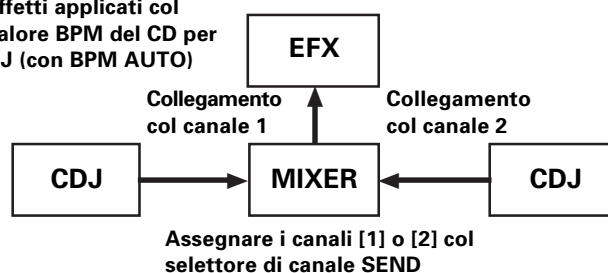 ffetti applicati col
alore BPM del CD per
J (con BPM AUTO)
EFX
Collegamento
col canale 1
Collegamento
col canale 2
CDJ
MIXER
CDJ
Assegnare i canali [1] o [2] col
selettore di canale SEND